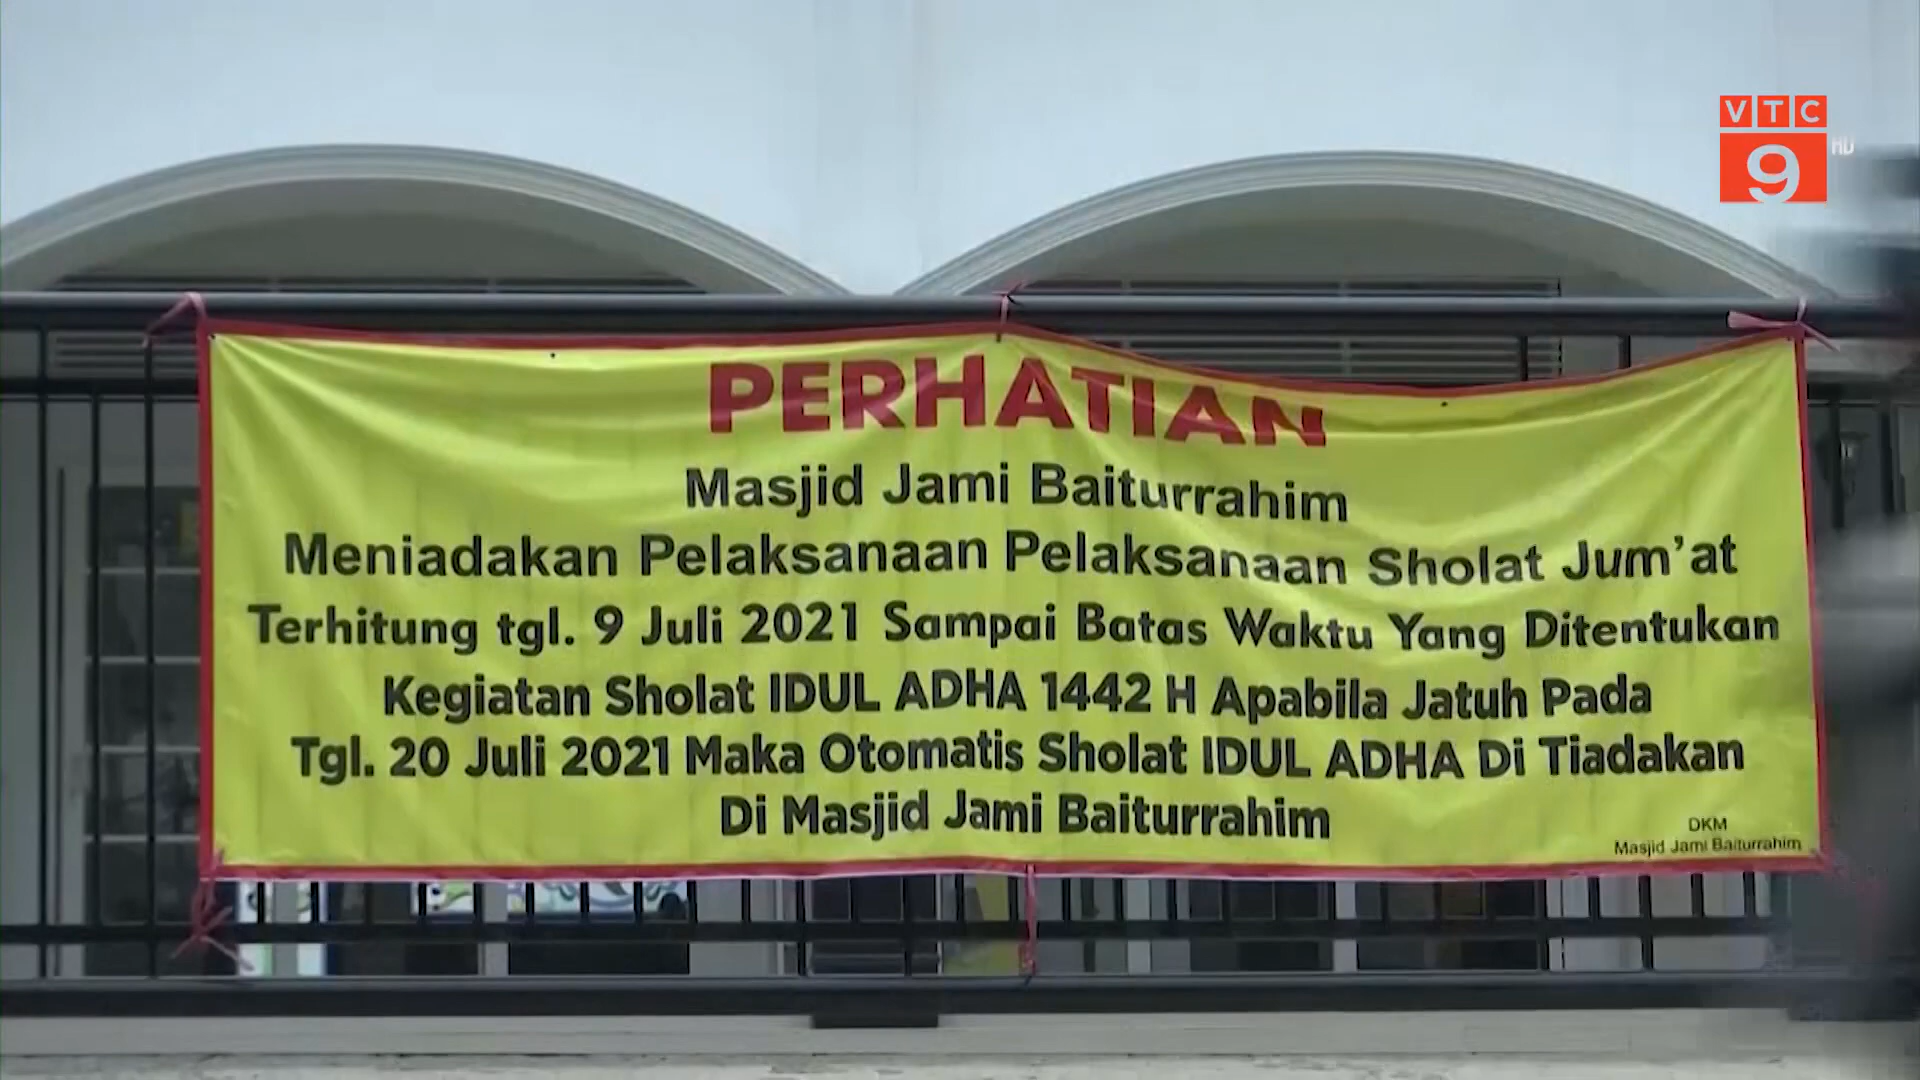 VTC
9
HD
PERHATIAN
Masjid Jami Baiturrahim
Meniadakan Pelaksanaan Pelaksanaan Sholat Jum'at
Terhitung tgl. 9 Juli 2021 Sampai Batas Waktu Yang Ditentukan
Kegiatan Sholat IDUL ADHA 1442 H Apabila Jatuh Pada
Tgl. 20 Juli 2021 Maka Otomatis Sholat IDUL ADHA Di Tiadakan
Di Masjid Jami Baiturrahim
DKM
Masjid Jami Baiturrahim